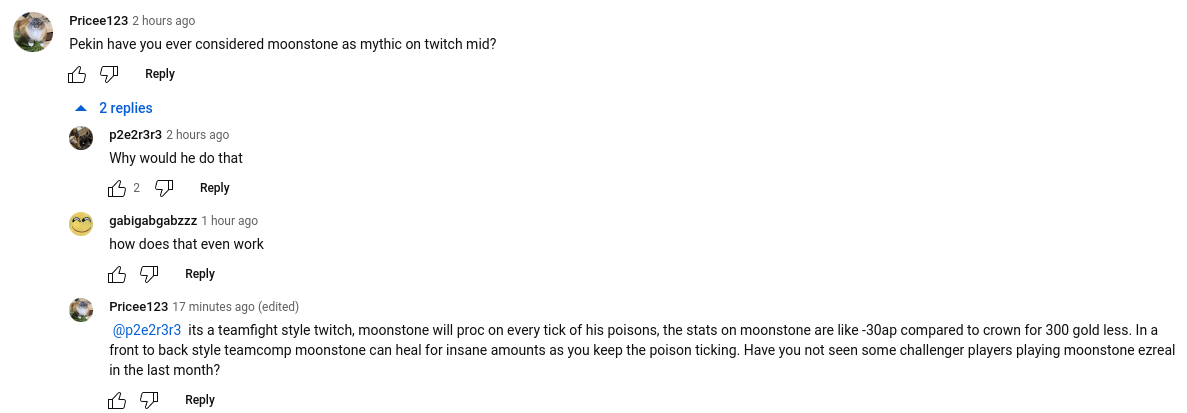 Pricee123 2 hours ago
Pekin have you ever considered moonstone as mythic on twitch mid?
Reply
2 replies
p2e2r3r3 2 hours ago
Why would he do that
2 Reply
gabigabgabzzz 1 hour ago
how does that even work
Reply
Pricee123 17 minutes ago (edited)
@p2e2r3r3 its a teamfight style twitch, moonstone will proc on every tick of his poisons, the stats on moonstone are like -30ap compared to crown for 300 gold less. In a
front to back style teamcomp moonstone can heal for insane amounts as you keep the poison ticking. Have you not seen some challenger players playing moonstone ezreal
in the last month?
Reply